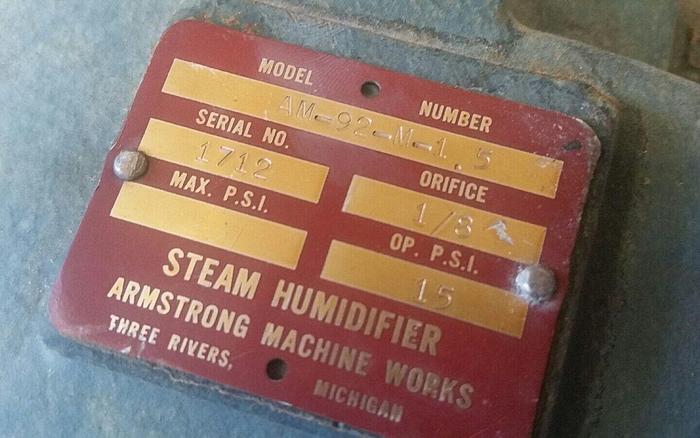 MODEL NUMBER
AM-92-M-1.5
SERIAL NO. ORIFICE
1712 1/8
MAX. P.S.I. OP. P.S.I.
15
STEAM HUMIDIFIER
ARMSTRONG MACHINE WORKS
THREE RIVERS, MICHIGAN